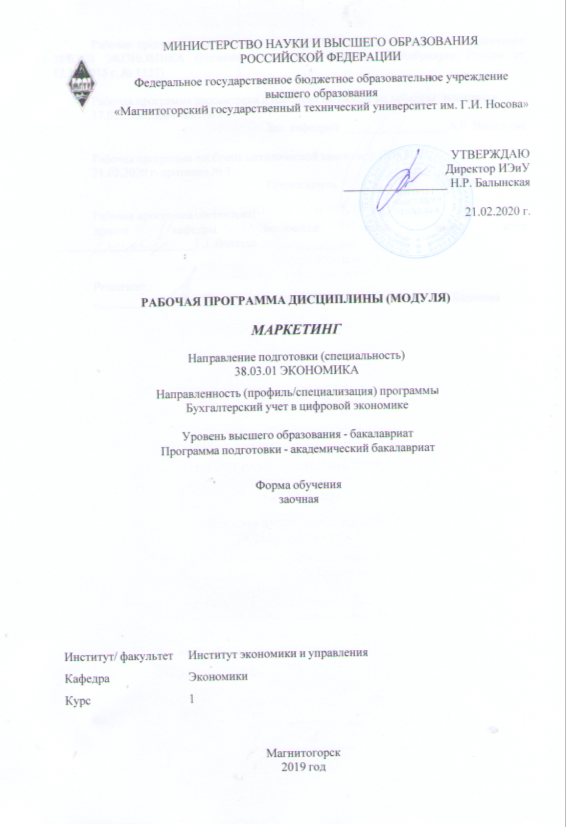 МИНИСТЕРСТВО НАУКИ И ВЫСШЕГО ОБРАЗОВАНИЯ
РОССИЙСКОЙ ФЕДЕРАЦИИ
Федеральное государственное бюджетное образовательное учреждение
высшего образования
«Магнитогорский государственный технический университет им. Г.И. Носова»
УТВЕРЖДАЮ
Директор ИЭиУ
Н.Р. Балынская
21.02.2020 г.
РАБОЧАЯ ПРОГРАММА ДИСЦИПЛИНЫ (МОДУЛЯ)
МАРКЕТИНГ
Направление подготовки (специальность)
38.03.01 ЭКОНОМИКА
Направленность (профиль/специализация) программы
Бухгалтерский учет в цифровой экономике
Уровень высшего образования - бакалавриат
Программа подготовки - академический бакалавриат
Форма обучения
заочная
Институт/ факультет Институт экономики и управления
Кафедра Экономики
Курс 1
Магнитогорск
2019 год